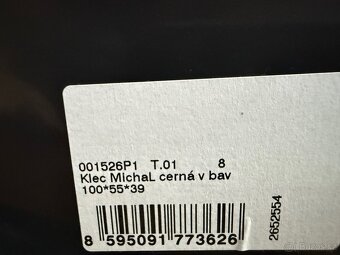 001526P1 T.01 8
Klec MichaL cerná v bav
100*55*39
8 595091 773626
2652554